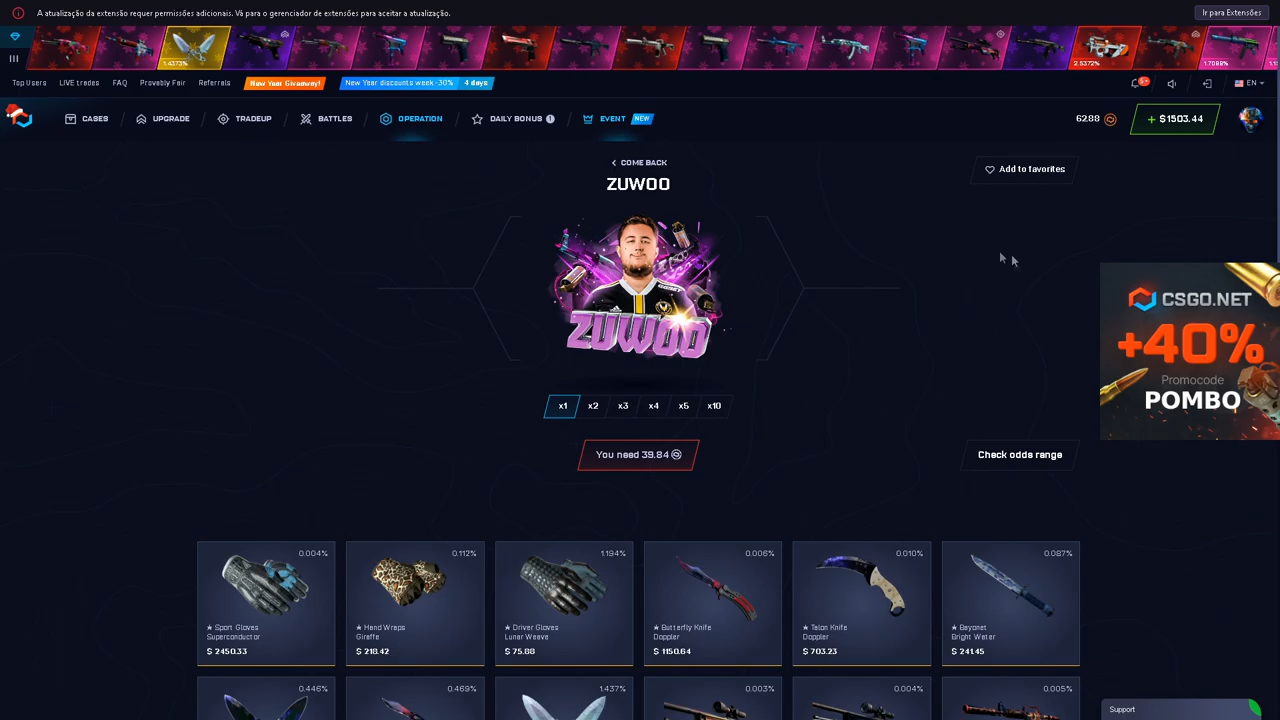 A atualização da extensão requer permissões adicionais. Vá para o gerenciador de extensões para aceitar a atualização.
Ir para Extensões
1.4373%
2.5372%
1.7098%
Top Users
LIVE trades
FAQ
Provably Fair
Referrals
New Year Giveaway!
New Year discounts week -30%
4 days
5+
EN
CASES
UPGRADE
TRADEUP
BATTLES
OPERATION
DAILY BONUS
EVENT
NEW
62.88
+ $ 1503.44
COME BACK
ZUWOO
Add to favorites
ZUWOO
CSGO.NET
+40%
Promocode
POMBO
x1
x2
x3
x4
x5
x10
You need 39.84
Check odds range
0.004%
★ Sport Gloves
Superconductor
$ 2450.33
0.112%
★ Hand Wraps
Giraffe
$ 218.42
1.194%
★ Driver Gloves
Lunar Weave
$ 75.88
0.006%
★ Butterfly Knife
Doppler
$ 1150.64
0.010%
★ Talon Knife
Doppler
$ 703.23
0.087%
★ Bayonet
Bright Water
$ 241.45
0.446%
0.469%
1.437%
0.003%
0.004%
0.005%
Support